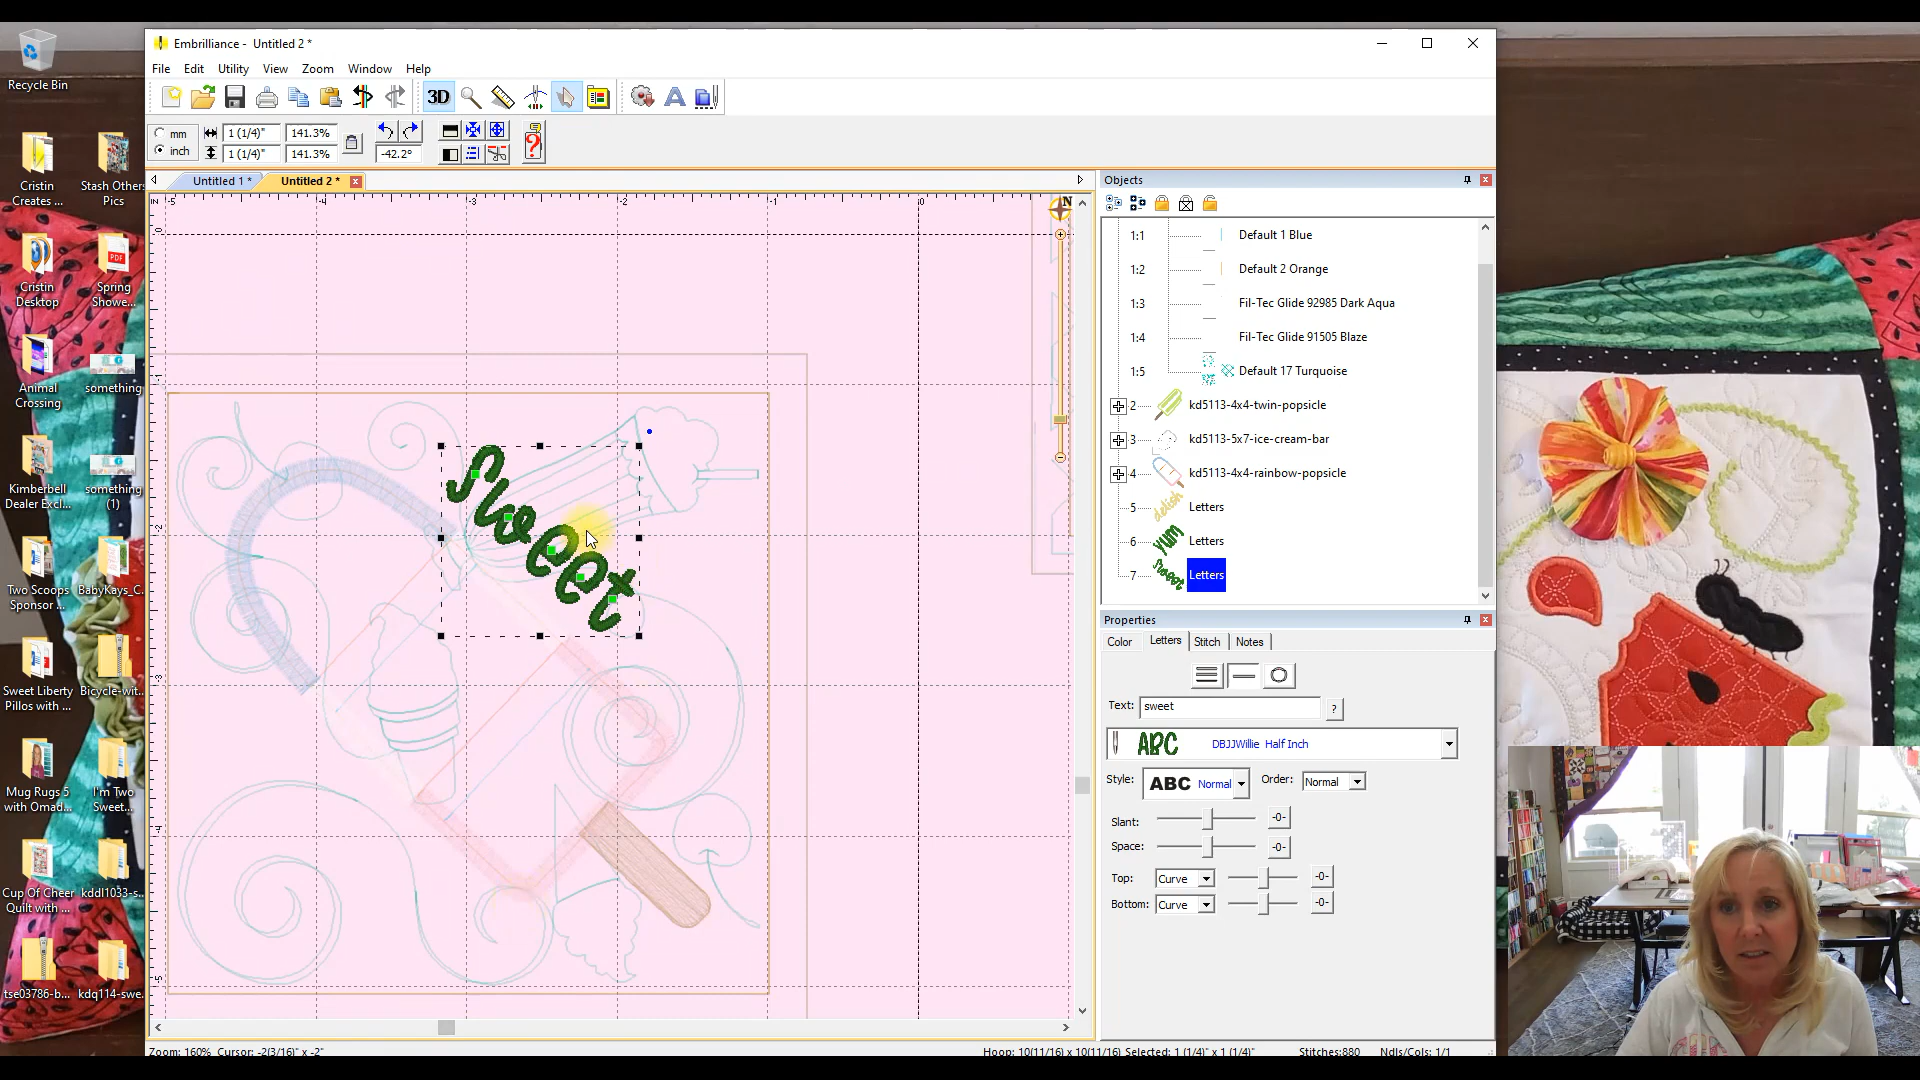 Embrilliance - Untitled 2 *
File Edit Utility View Zoom Window Help
3D
mm
inch
1 (1/4)" 141.3%
1 (1/4)" 141.3%
-42.2°
Untitled 1 * Untitled 2 *
Recycle Bin
Cristin Creates ...
Stash Others Pics
Cristin Desktop
Spring Showe...
Animal Crossing
something
Kimberbell Dealer Excl...
something (1)
Two Scoops Sponsor ...
BabyKays_C...
Sweet Liberty Pillos with ...
Bicycle-wit...
Mug Rugs 5 with Omad...
I'm Two Sweet...
Cup Of Cheer Quilt with ...
kddl1033-s...
tse03786-b...
kdq114-swe...
N
sweet
Objects
1:1 Default 1 Blue
1:2 Default 2 Orange
1:3 Fil-Tec Glide 92985 Dark Aqua
1:4 Fil-Tec Glide 91505 Blaze
1:5 Default 17 Turquoise
2 kd5113-4x4-twin-popsicle
3 kd5113-5x7-ice-cream-bar
4 kd5113-4x4-rainbow-popsicle
5 delish Letters
6 yum Letters
7 sweet Letters
Properties
Color Letters Stitch Notes
Text: sweet ?
ABC DBJJWillie Half Inch
Style: ABC Normal Order: Normal
Slant: -0-
Space: -0-
Top: Curve -0-
Bottom: Curve -0-
Zoom: 160% Cursor: -2(3/16)" x -2" Hoop: 10(11/16) x 10(11/16) Selected: 1 (1/4)" x 1 (1/4)" Stitches:880 Ndls/Cols: 1/1